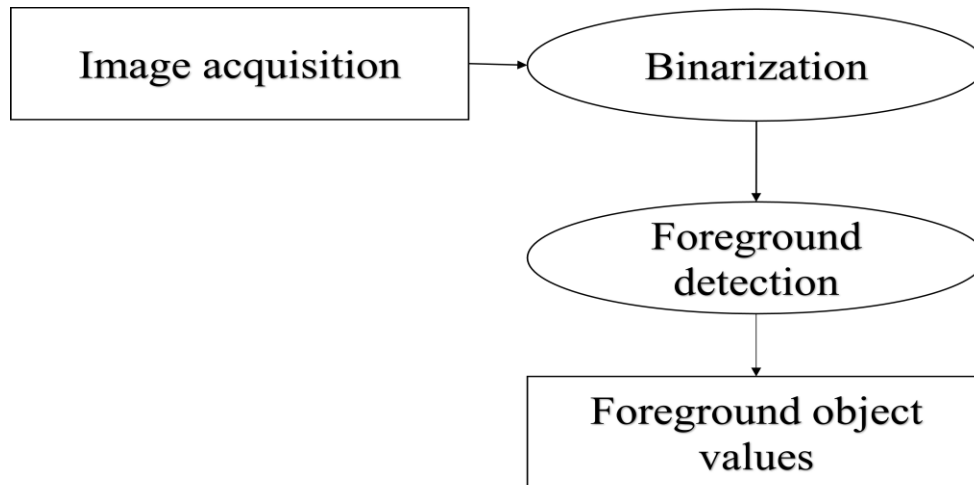 Image acquisition
Binarization
Foreground
detection
Foreground object
values